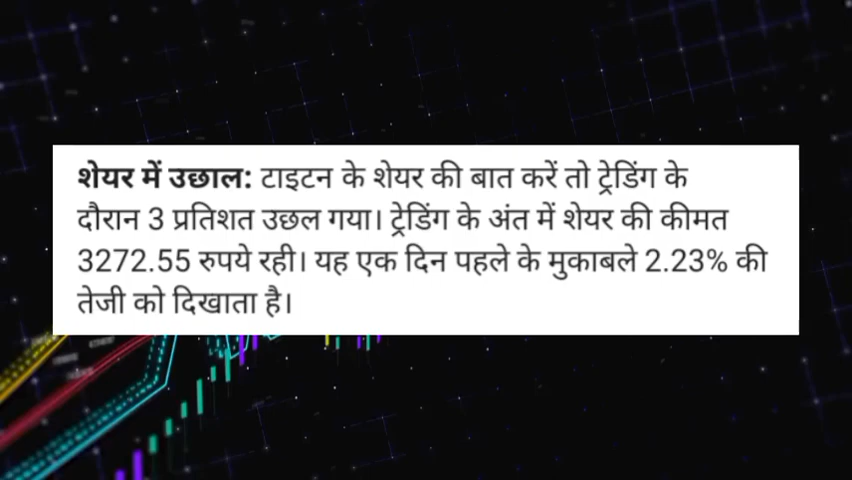 शेयर में उछाल: टाइटन के शेयर की बात करें तो ट्रेडिंग के
दौरान 3 प्रतिशत उछल गया। ट्रेडिंग के अंत में शेयर की कीमत
3272.55 रुपये रही। यह एक दिन पहले के मुकाबले 2.23% की
तेजी को दिखाता है।